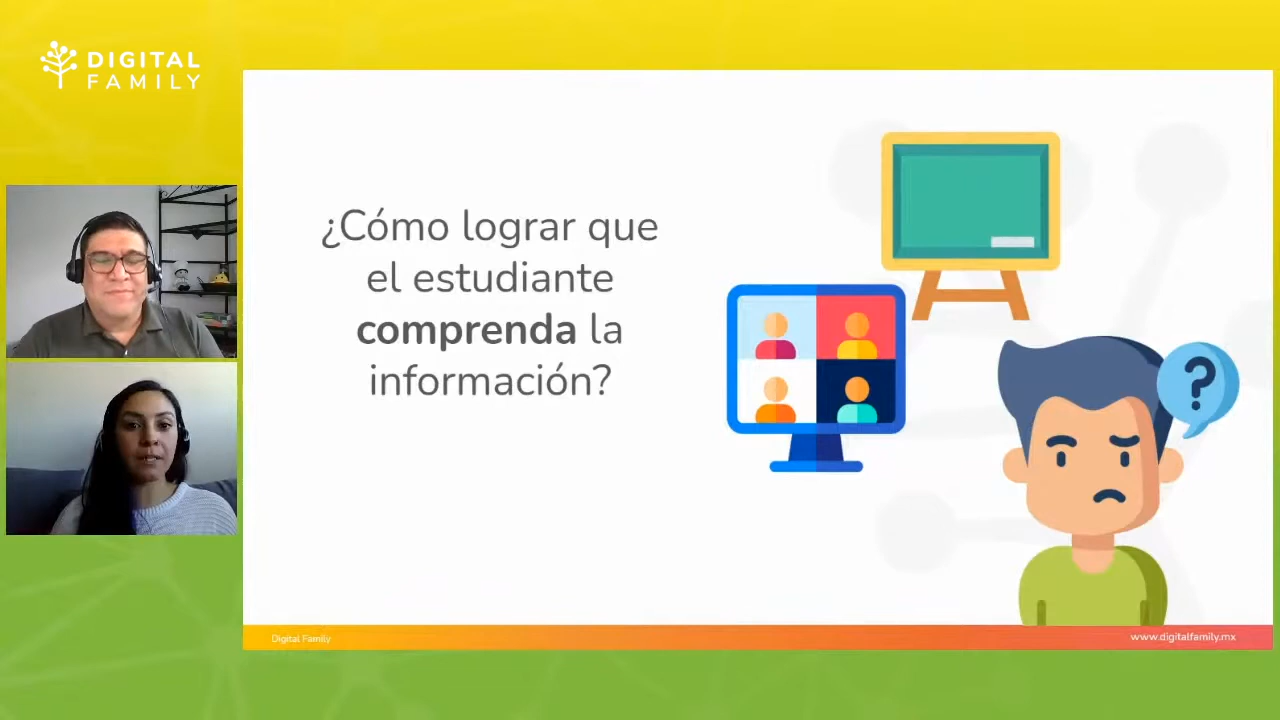 DIGITAL
FAMILY
¿Cómo lograr que
el estudiante
comprenda la
información?
?
Digital Family
www.digitalfamily.mx